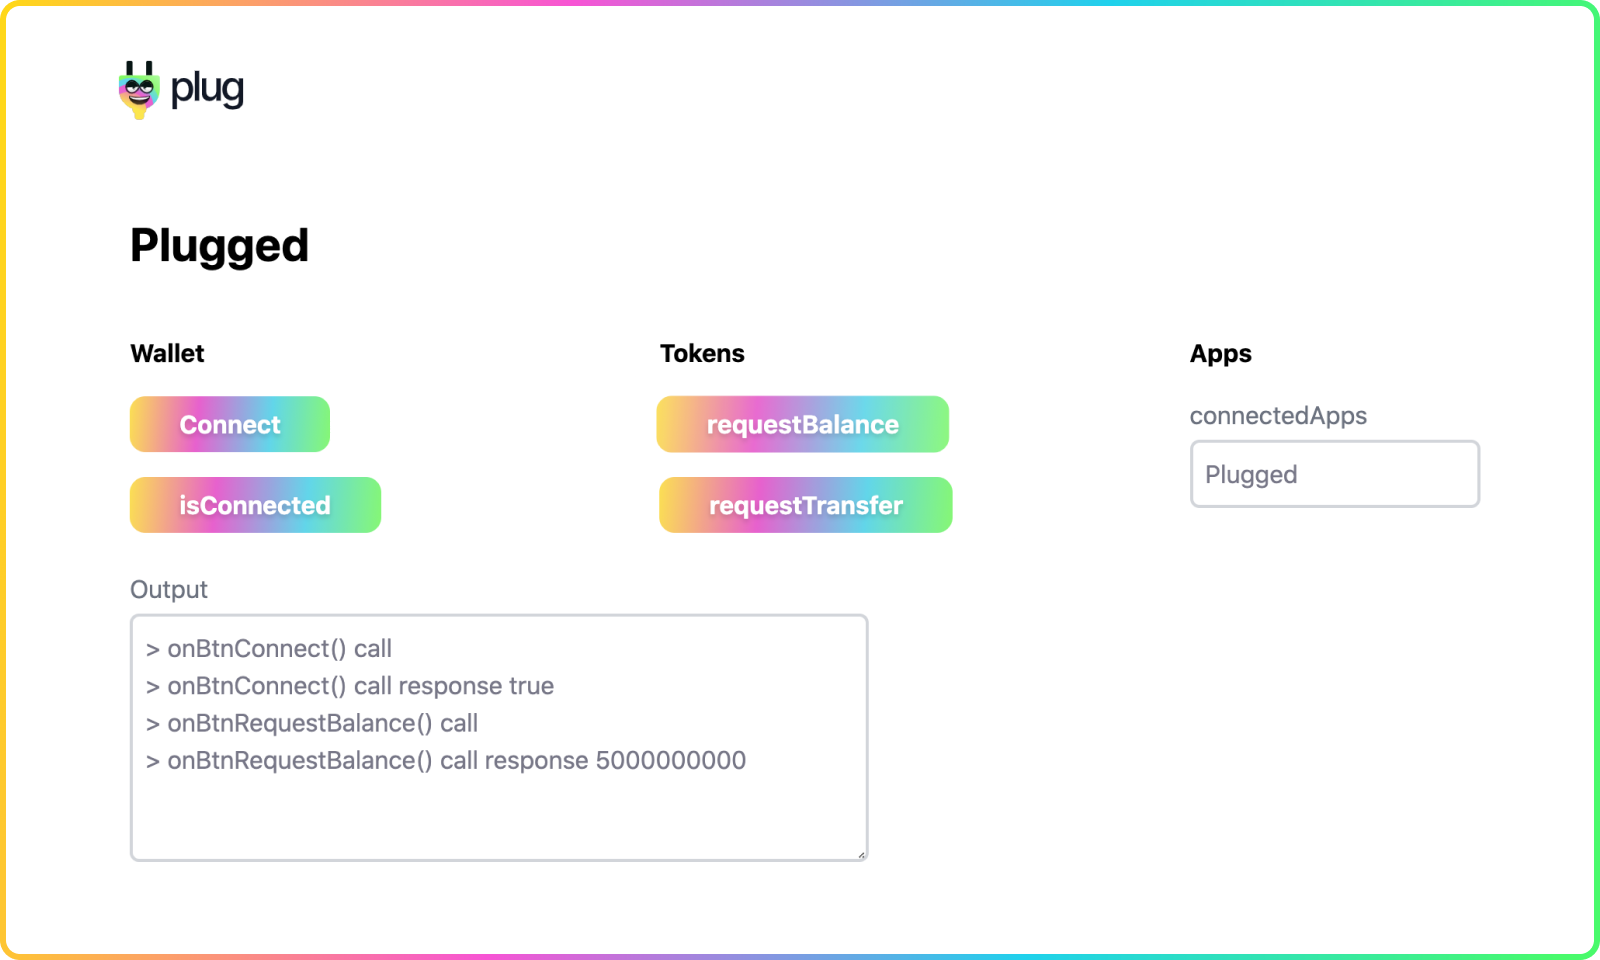 plug
Plugged
Wallet
Connect
isConnected
Tokens
requestBalance
requestTransfer
Apps
connectedApps
Plugged
Output
> onBtnConnect() call
> onBtnConnect() call response true
> onBtnRequestBalance() call
> onBtnRequestBalance() call response 5000000000